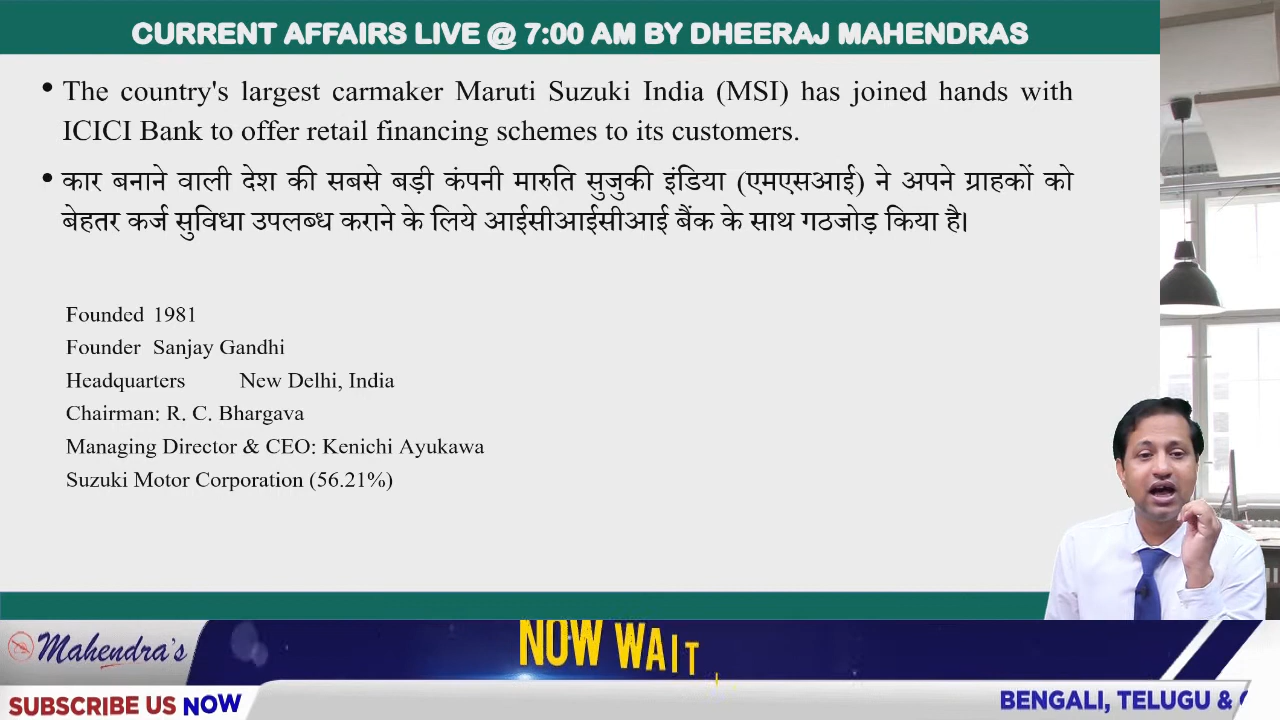 CURRENT AFFAIRS LIVE @ 7:00 AM BY DHEERAJ MAHENDRAS
• The country's largest carmaker Maruti Suzuki India (MSI) has joined hands with
ICICI Bank to offer retail financing schemes to its customers.
• कार बनाने वाली देश की सबसे बड़ी कंपनी मारुति सुजुकी इंडिया (एमएसआई) ने अपने ग्राहकों को
बेहतर कर्ज सुविधा उपलब्ध कराने के लिये आईसीआईसीआई बैंक के साथ गठजोड़ किया है।
Founded 1981
Founder Sanjay Gandhi
Headquarters New Delhi, India
Chairman: R. C. Bhargava
Managing Director & CEO: Kenichi Ayukawa
Suzuki Motor Corporation (56.21%)
Mahendra's
NOW WAIT
SUBSCRIBE US NOW
BENGALI, TELUGU &